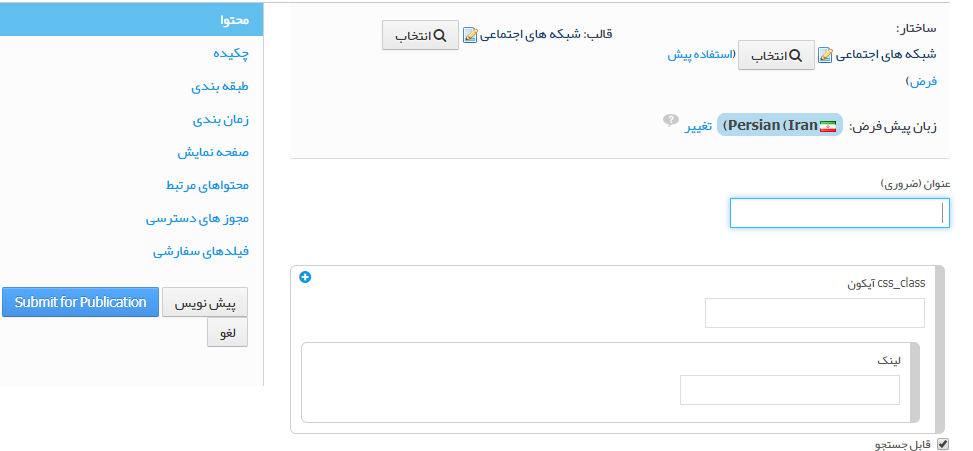 ساختار:
شبکه های اجتماعی انتخاب (استفاده پیش
فرض)
قالب: شبکه های اجتماعی انتخاب
زبان پیش فرض: Persian (Iran) تغییر ?
عنوان (ضروری)
css_class آیکون
لینک
قابل جستجو
محتوا
چکیده
طبقه بندی
زمان بندی
صفحه نمایش
محتواهای مرتبط
مجوز های دسترسی
فیلدهای سفارشی
پیش نویس Submit for Publication
لغو